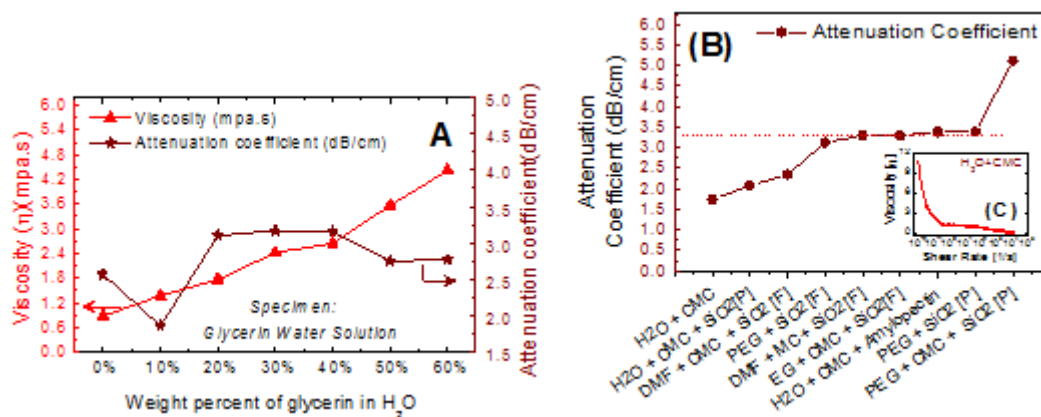 Viscosity (η)(mpa.s)
6.0
5.4
4.8
4.2
3.6
3.0
2.4
1.8
1.2
0.6
0.0
Viscosity (mpa.s)
Attenuation coefficient (dB/cm)
A
Specimen:
Glycerin Water Solution
0% 10% 20% 30% 40% 50% 60%
Weight percent of glycerin in H2O
5.0
4.5
4.0
3.5
3.0
2.5
2.0
1.5
Attenuation coefficient(dB/cm)
Attenuation
Coefficient (dB/cm)
6.0
5.5
5.0
4.5
4.0
3.5
3.0
2.5
2.0
1.5
1.0
0.5
0.0
(B)
Attenuation Coefficient
H2O + CMC
H2O + CMC + SiO2[P]
DMF + CMC + SiO2 [F]
PEG + SiO2 [F]
DMF + MC + SiO2[F]
EG + CMC + SiO2[F]
H2O + CMC + Amylopectin
PEG + SiO2 [P]
PEG + CMC + SiO2 [P]
H2O+CMC
(C)
Shear Rate [1/s]